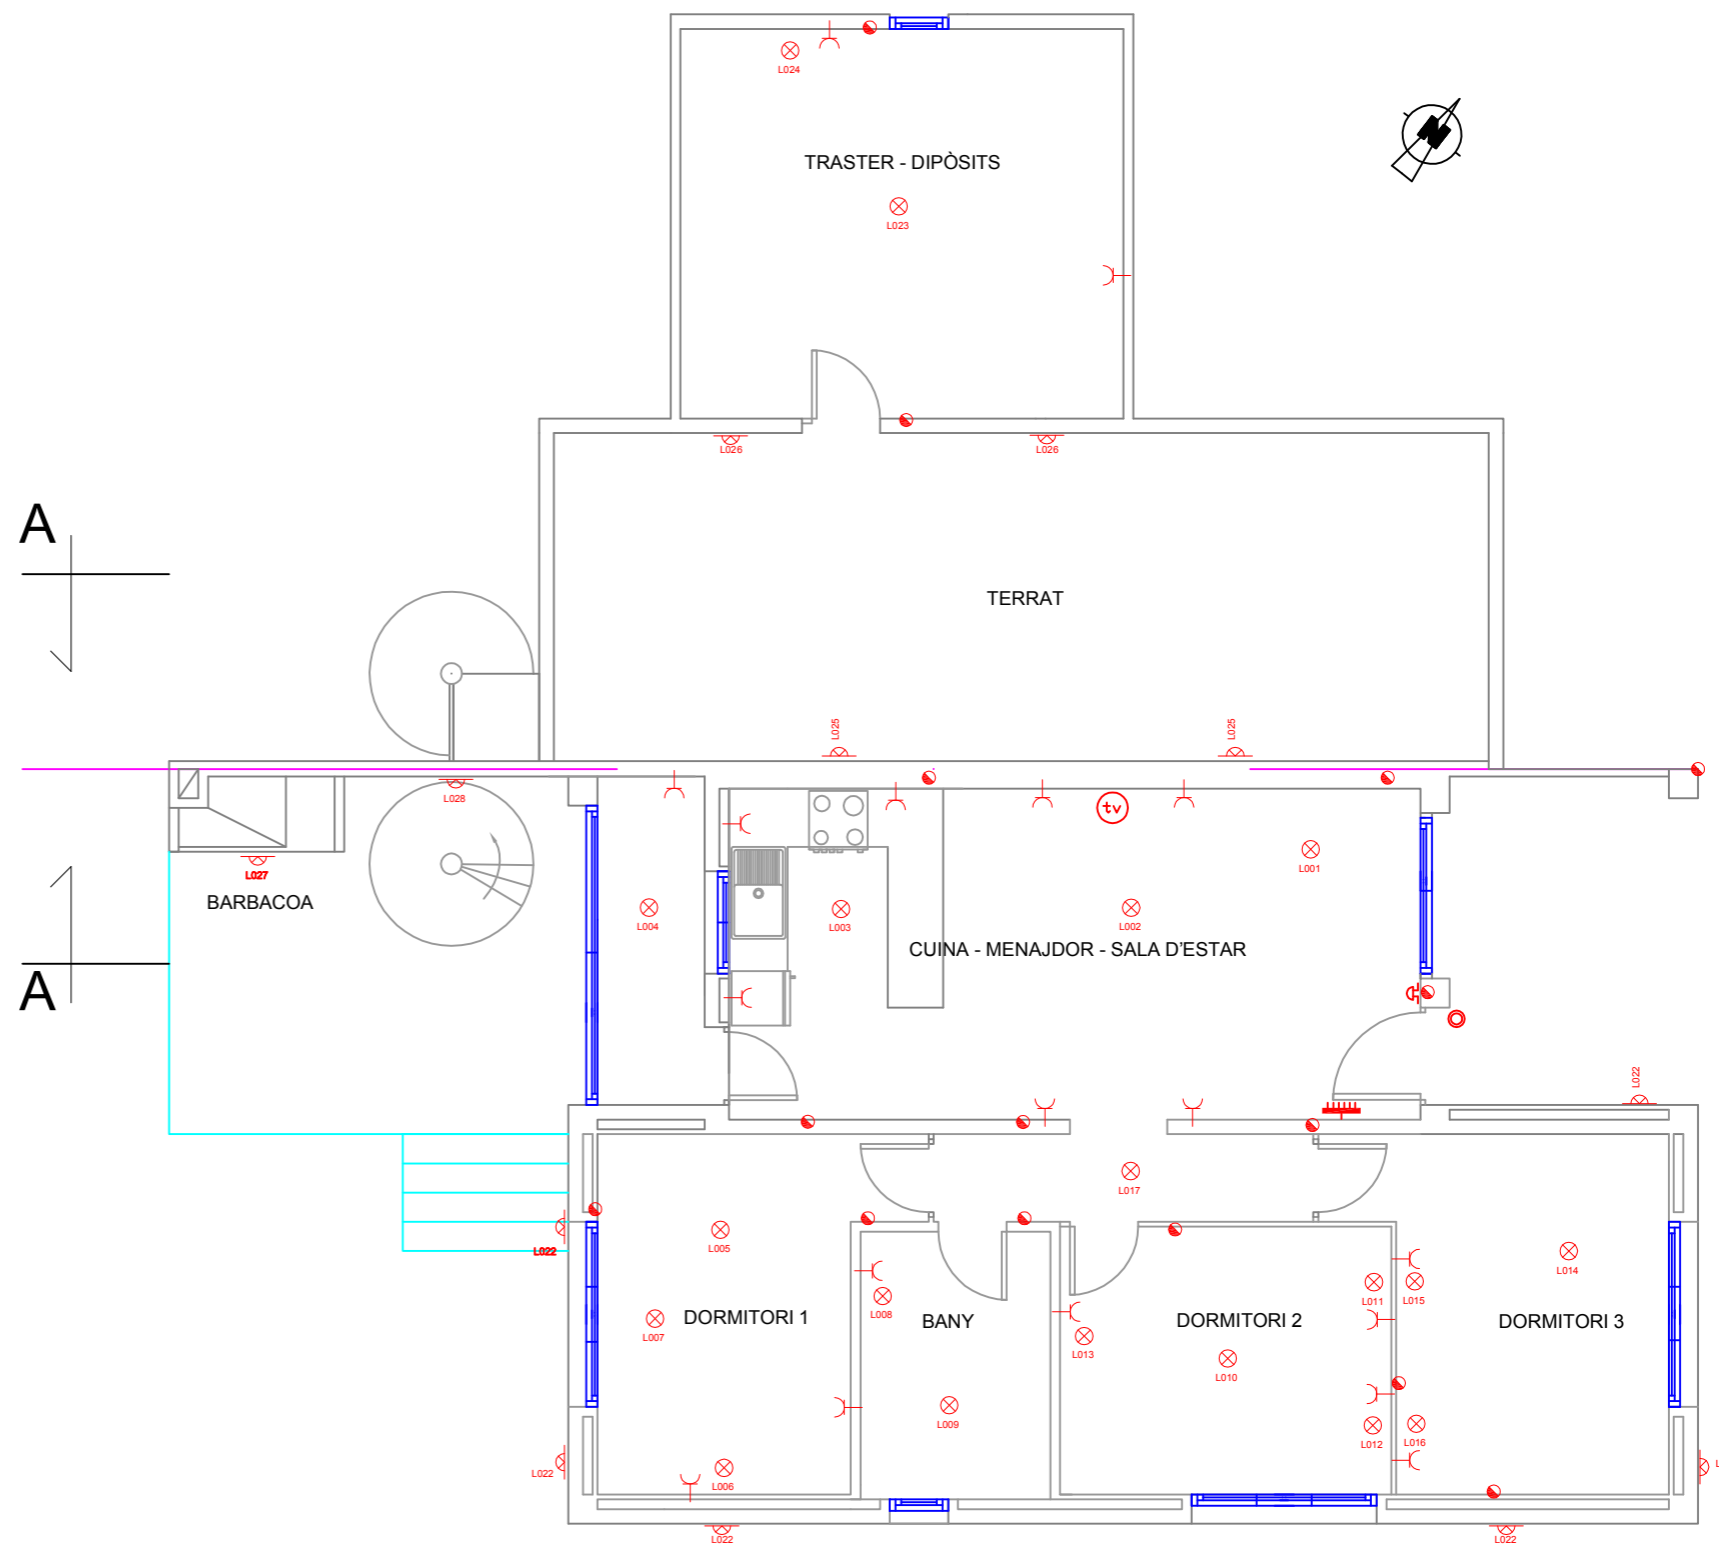 L024
N
TRASTER - DIPÒSITS
L023
L026
L026
A
TERRAT
L025
L025
L028
tv
L001
L027
BARBACOA
L004
L003
L002
CUINA - MENAJDOR - SALA D'ESTAR
A
L022
L017
L005
L022
L014
L011
L015
L008
DORMITORI 1
BANY
DORMITORI 2
DORMITORI 3
L007
L013
L010
L009
L012
L016
L022
L006
L022
L022